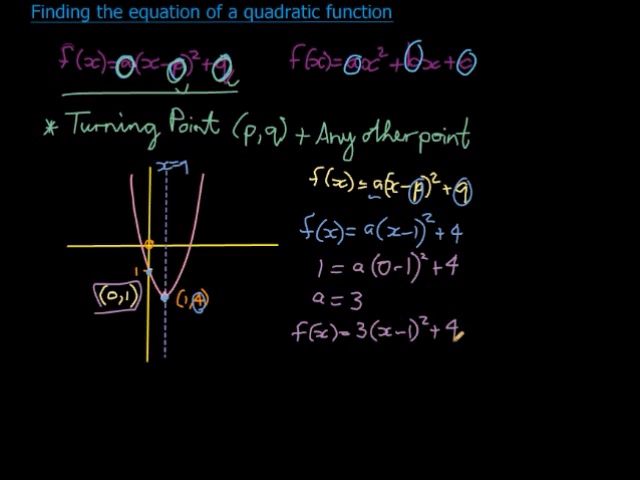 Finding the equation of a quadratic function
f(x)=a(x-p)²+q f(x)=ax²+bx+c
* Turning Point (p,q) + Any other point
x=1
f(x)=a(x-p)²+q
f(x)=a(x-1)²+4
1 = a(0-1)²+4
1
(0,1) (1,4)
a = 3
f(x)=3(x-1)²+4